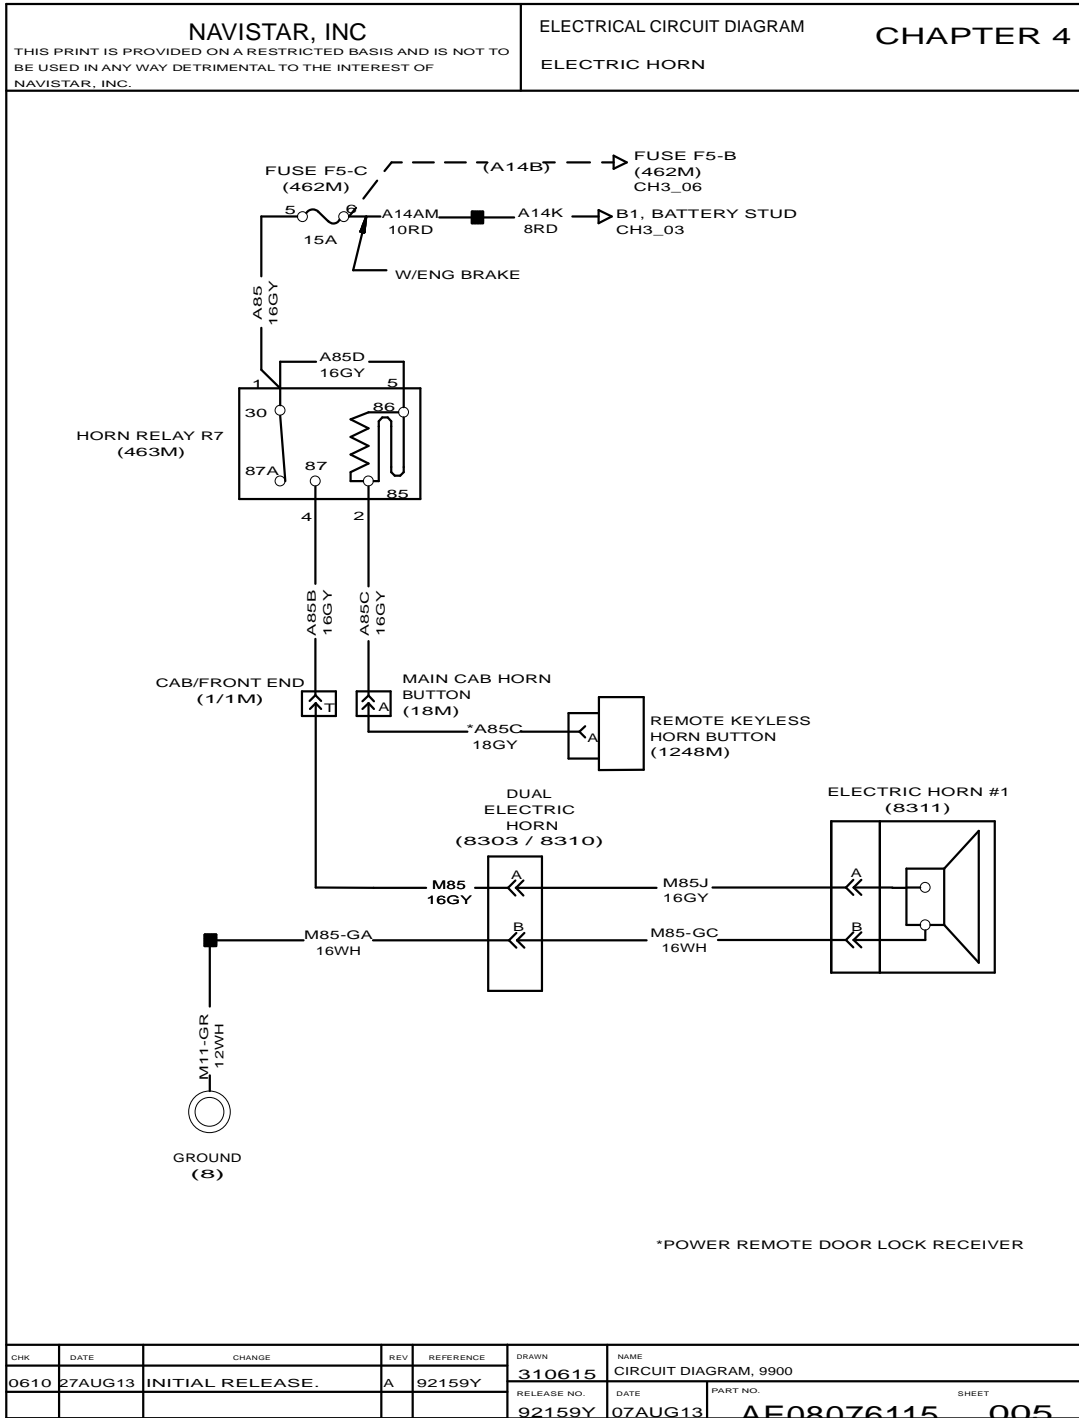 NAVISTAR, INC
THIS PRINT IS PROVIDED ON A RESTRICTED BASIS AND IS NOT TO
BE USED IN ANY WAY DETRIMENTAL TO THE INTEREST OF
NAVISTAR, INC.
ELECTRICAL CIRCUIT DIAGRAM
ELECTRIC HORN
CHAPTER 4
FUSE F5-C
(462M)
5
6
15A
(A14B)
FUSE F5-B
(462M)
CH3_06
A14AM
10RD
A14K
8RD
B1, BATTERY STUD
CH3_03
W/ENG BRAKE
A85
16GY
A85D
16GY
1
5
30
86
HORN RELAY R7
(463M)
87A
87
85
4
2
A85B
16GY
A85C
16GY
CAB/FRONT END
(1/1M)
T
A
MAIN CAB HORN
BUTTON
(18M)
*A85C
18GY
A
REMOTE KEYLESS
HORN BUTTON
(1248M)
DUAL
ELECTRIC
HORN
(8303 / 8310)
ELECTRIC HORN #1
(8311)
M85
16GY
A
M85J
16GY
A
M85-GA
16WH
B
M85-GC
16WH
B
M11-GR
12WH
GROUND
(8)
*POWER REMOTE DOOR LOCK RECEIVER
CHK
DATE
CHANGE
REV
REFERENCE
0610
27AUG13
INITIAL RELEASE.
A
92159Y
DRAWN
310615
NAME
CIRCUIT DIAGRAM, 9900
RELEASE NO.
92159Y
DATE
07AUG13
PART NO.
AE08076115
SHEET
005